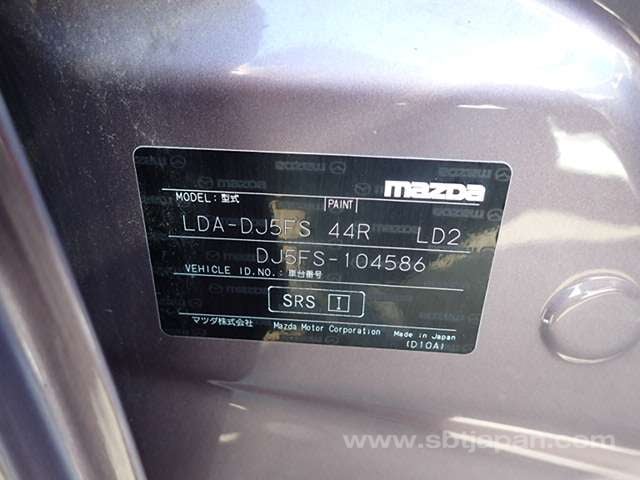 mazda
MODEL: 型式 PAINT
LDA-DJ5FS 44R LD2
DJ5FS-104586
VEHICLE ID.NO.: 車台番号
SRS I
マツダ株式会社 Mazda Motor Corporation Made in Japan
(D10A)
www.sbtjapan.com